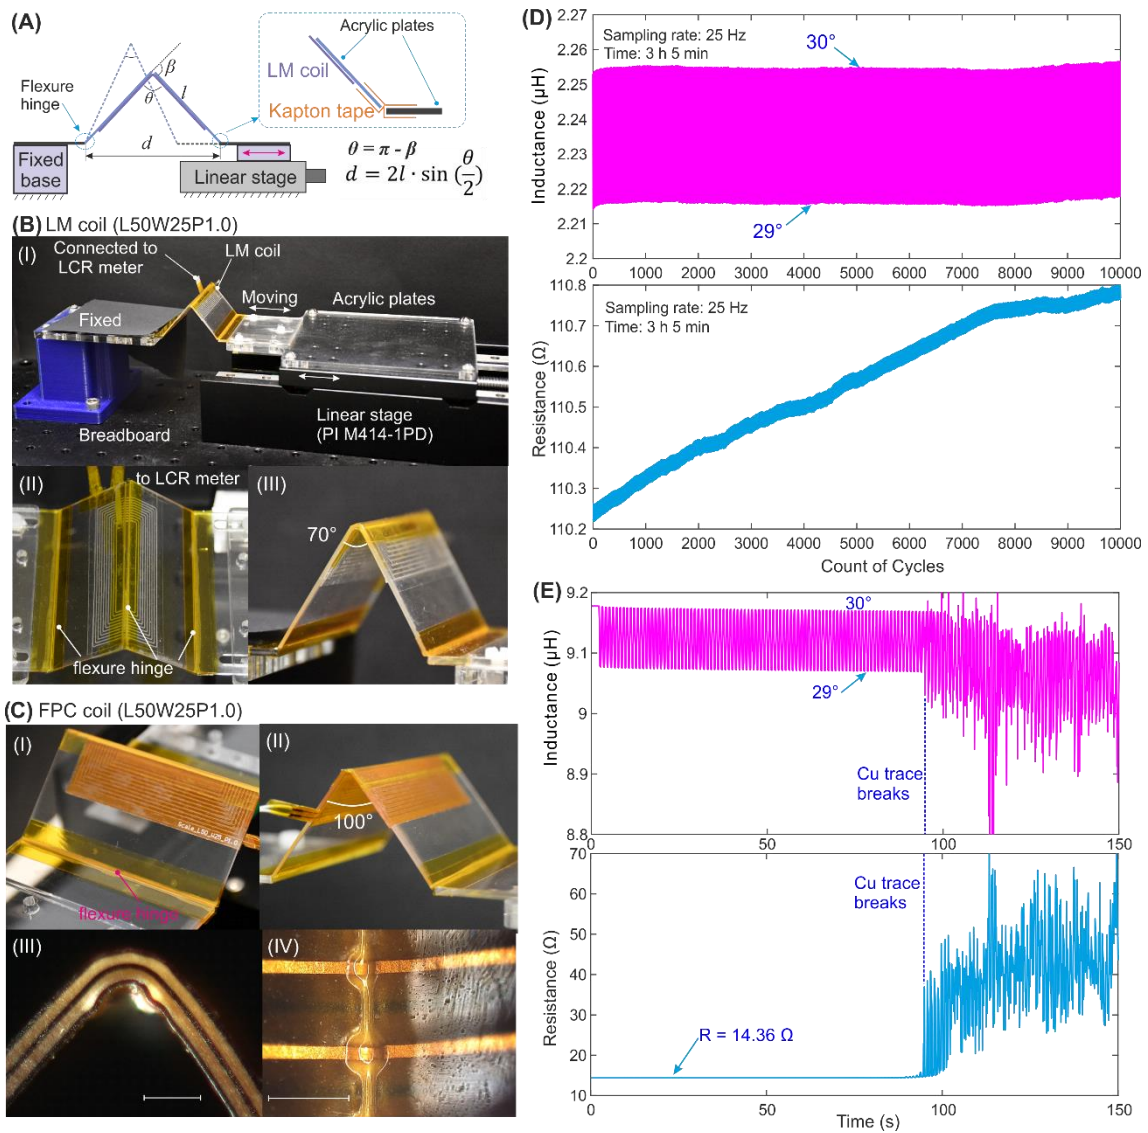 (A)
Acrylic plates
LM coil
Kapton tape
Flexure
hinge
β
θ
l
d
Fixed
base
Linear stage
θ = π - β
d = 2l · sin (θ/2)
(B) LM coil (L50W25P1.0)
(I)
Connected to
LCR meter
LM coil
Moving
Acrylic plates
Fixed
Linear stage
(PI M414-1PD)
Breadboard
(II)
to LCR meter
flexure hinge
(III)
70°
(C) FPC coil (L50W25P1.0)
(I)
Scala_L50_W25_P1.0
flexure hinge
(II)
100°
(III)
(IV)
(D)
2.27
2.26
2.25
2.24
2.23
2.22
2.21
2.2
Inductance (µH)
Sampling rate: 25 Hz
Time: 3 h 5 min
30°
29°
0 1000 2000 3000 4000 5000 6000 7000 8000 9000 10000
110.8
110.7
110.5
110.3
110.2
Resistance (Ω)
Sampling rate: 25 Hz
Time: 3 h 5 min
0 1000 2000 3000 4000 5000 6000 7000 8000 9000 10000
Count of Cycles
(E)
9.2
9.1
9
8.9
8.8
Inductance (µH)
30°
29°
Cu trace
breaks
0 50 100 150
70
60
50
40
30
20
10
Resistance (Ω)
Cu trace
breaks
R = 14.36 Ω
0 50 100 150
Time (s)